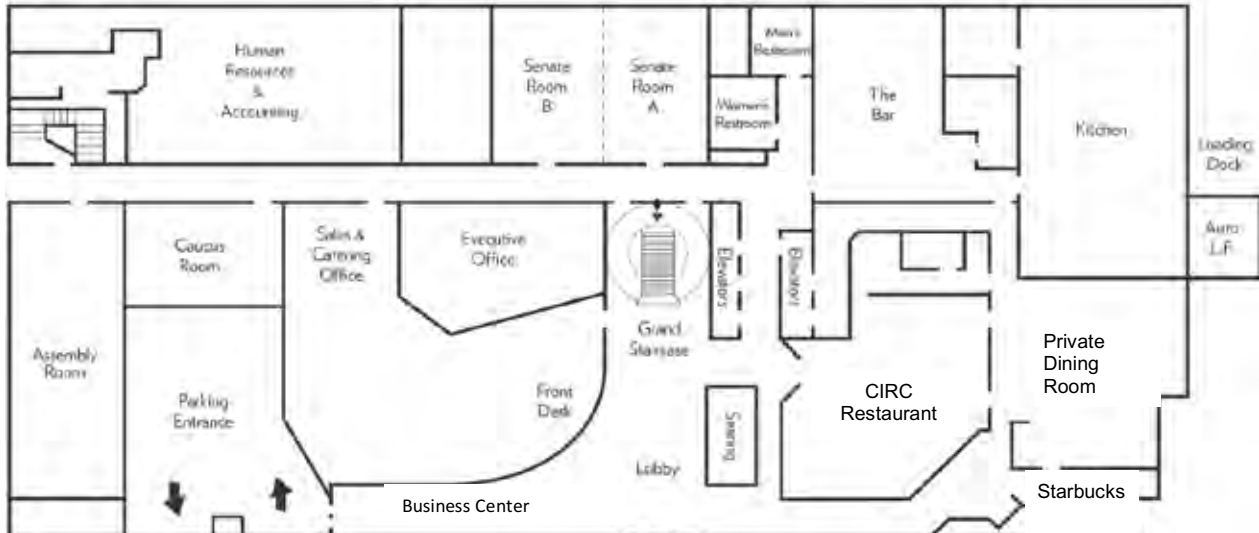 Human
Resources
&
Accounting
Senate
Room
B
Senate
Room
A
Men's
Restroom
Women's
Restroom
The
Bar
Kitchen
Loading
Dock
Auto
Lift
Caucus
Room
Sales &
Catering
Office
Executive
Office
Elevators
Elevators
Grand
Staircase
Assembly
Room
Parking
Entrance
Front
Desk
Seating
Lobby
CIRC
Restaurant
Private
Dining
Room
Business Center
Starbucks